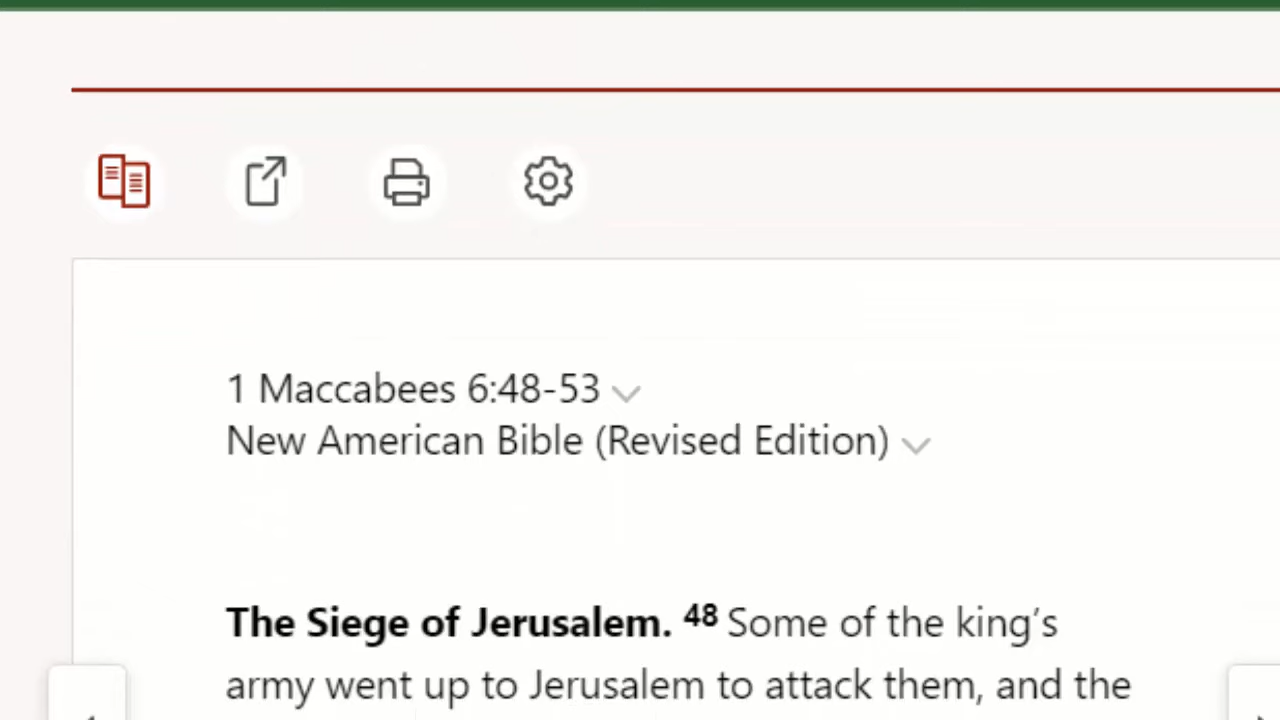 1 Maccabees 6:48-53
New American Bible (Revised Edition)
The Siege of Jerusalem. 48 Some of the king’s
army went up to Jerusalem to attack them, and the